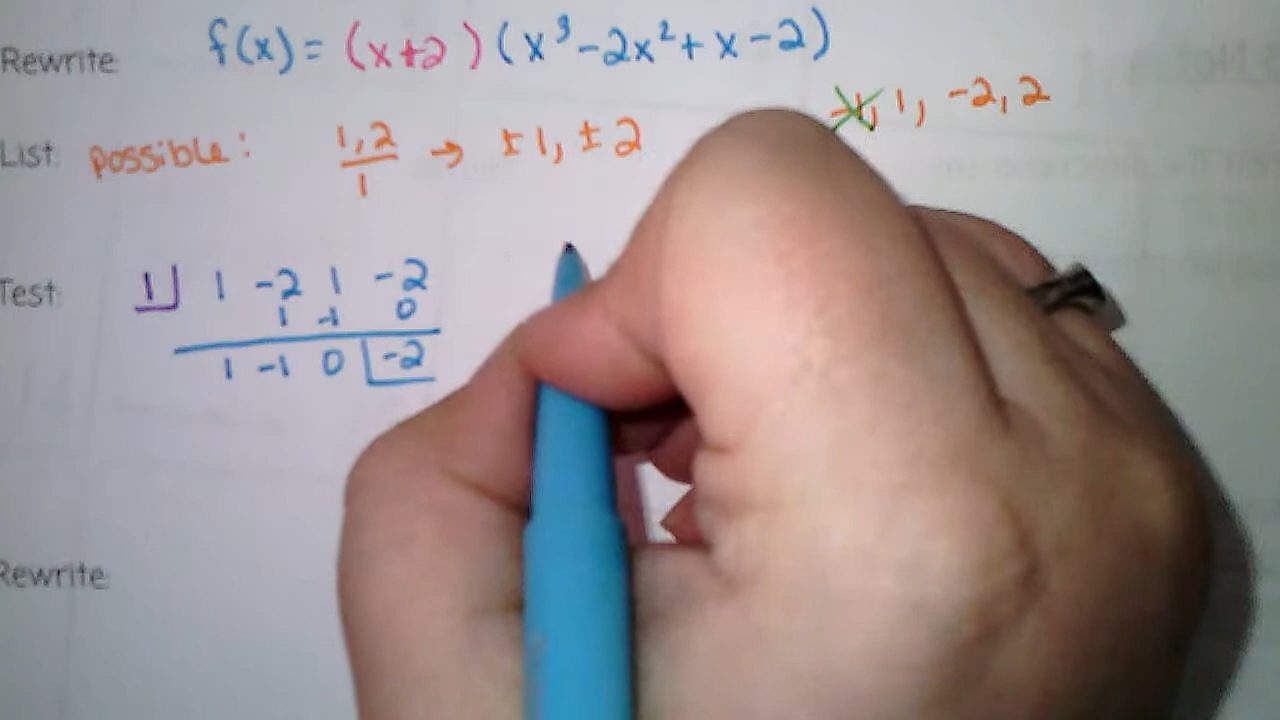 Rewrite f(x) = (x+2)(x³-2x²+x-2)
-1, 1, -2, 2
List: possible: 1,2/1 → ±1, ±2
Test: 1 1 -2 1 -2
1 -1 0
1 -1 0 -2
Rewrite